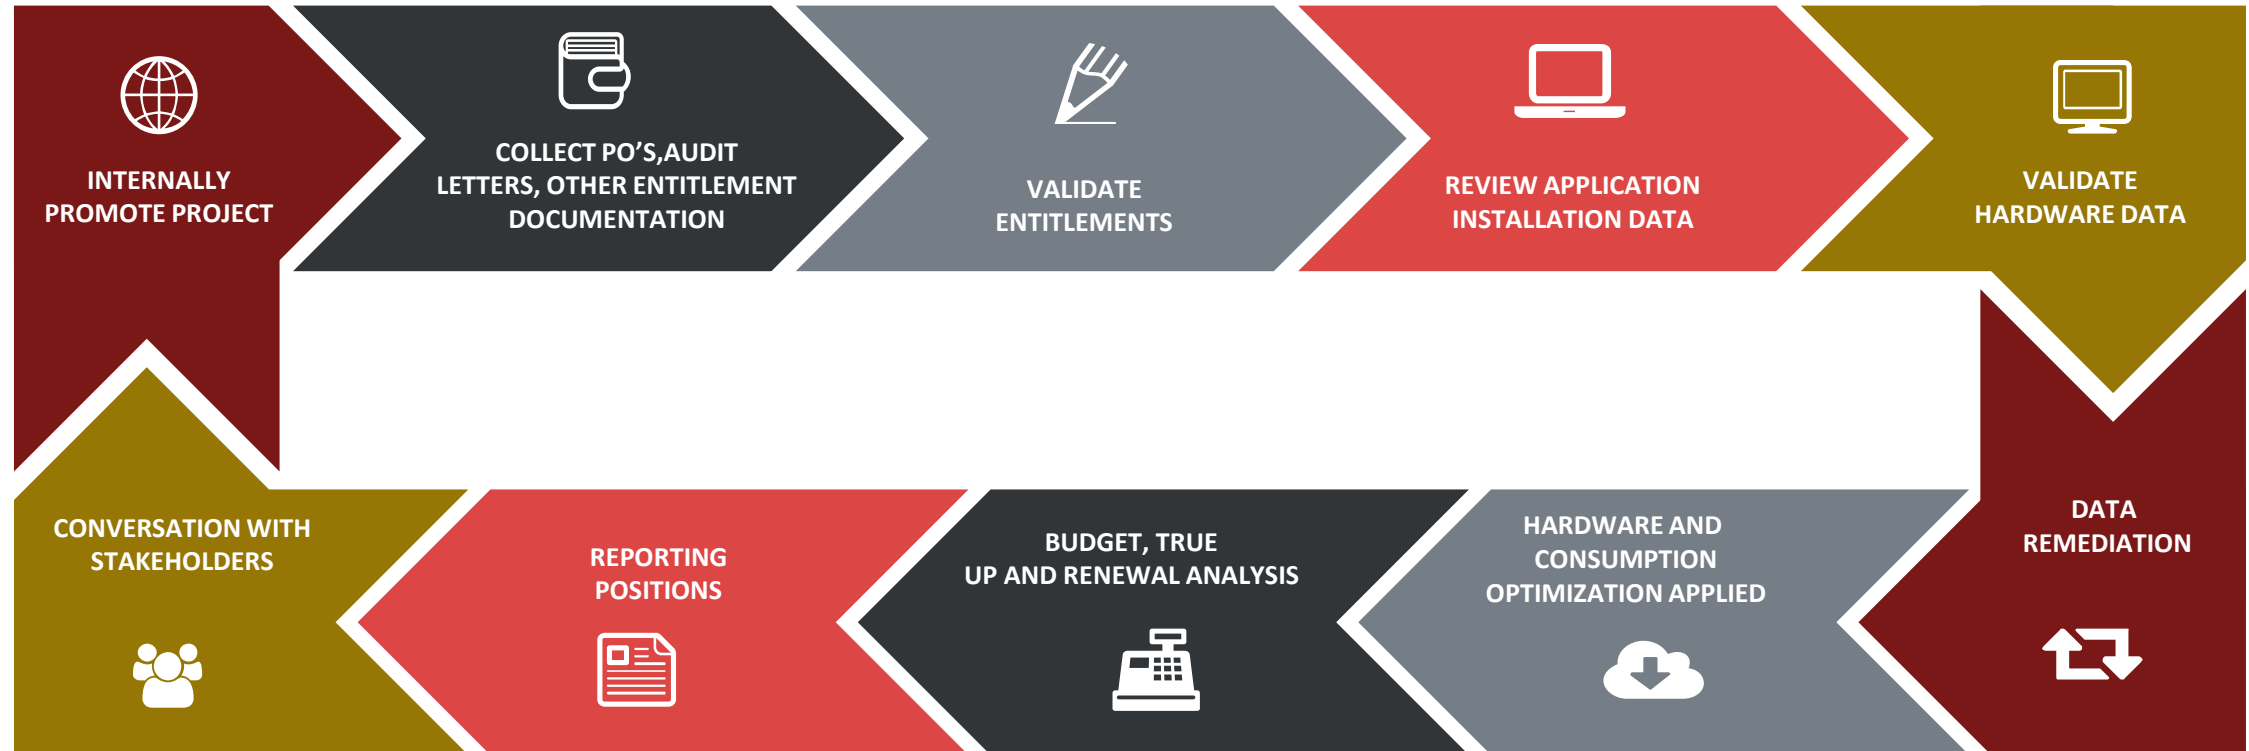 INTERNALLY
PROMOTE PROJECT
COLLECT PO'S,AUDIT
LETTERS, OTHER ENTITLEMENT
DOCUMENTATION
VALIDATE
ENTITLEMENTS
REVIEW APPLICATION
INSTALLATION DATA
VALIDATE
HARDWARE DATA
DATA
REMEDIATION
HARDWARE AND
CONSUMPTION
OPTIMIZATION APPLIED
BUDGET, TRUE
UP AND RENEWAL ANALYSIS
REPORTING
POSITIONS
CONVERSATION WITH
STAKEHOLDERS